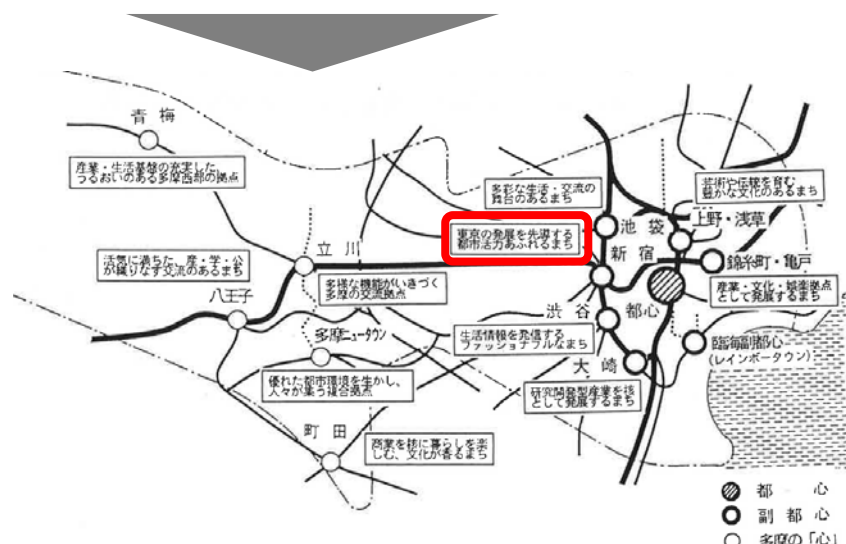 青梅
産業・生活基盤の充実した
うるおいのある多摩西部の拠点
多彩な生活・交流の
舞台のあるまち
芸術や伝統を育む
豊かな文化のあるまち
池袋
上野・浅草
東京の発展を先導する
都市活力あふれるまち
新宿
錦糸町・亀戸
立川
活気に満ちた、産・学・公
が織りなす交流のあるまち
多様な機能がいきづく
多摩の交流拠点
産業・文化・娯楽拠点
として発展するまち
八王子
渋谷
都心
多摩ニュータウン
生活情報を発信する
ファッショナブルなまち
臨海副都心
(レインボータウン)
大崎
優れた都市環境を生かし、
人々が集う複合拠点
研究開発型産業を核
として発展するまち
町田
商業を核に暮らしを楽
しむ、文化が香るまち
都心
副都心
多摩の「心」